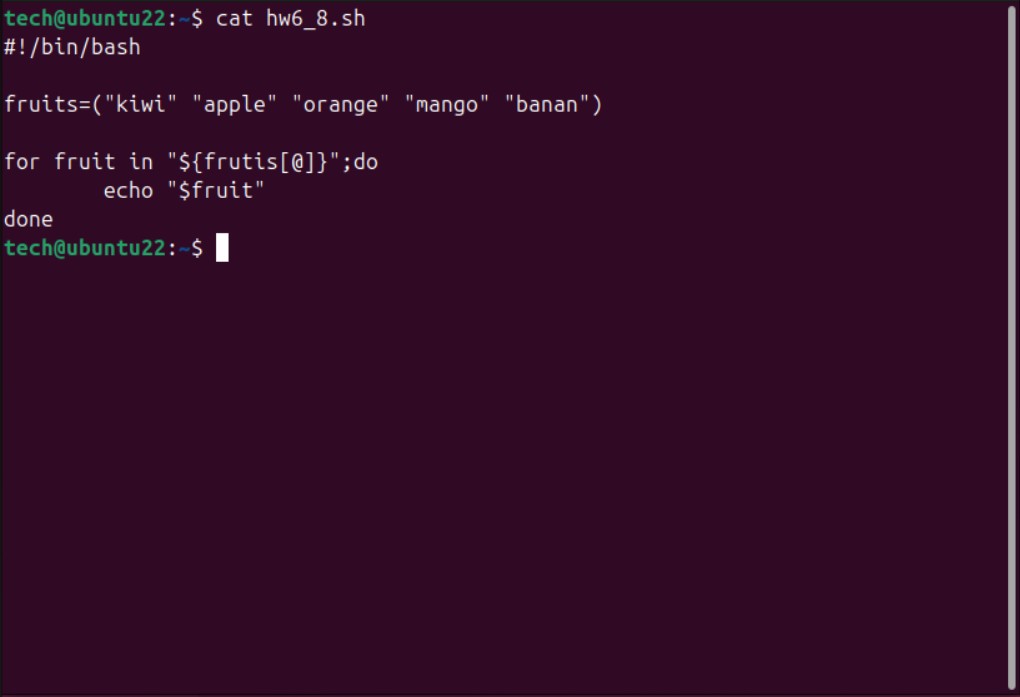 tech@ubuntu22:~$ cat hw6_8.sh
#!/bin/bash

fruits=("kiwi" "apple" "orange" "mango" "banan")

for fruit in "${frutis[@]}";do
        echo "$fruit"
done
tech@ubuntu22:~$